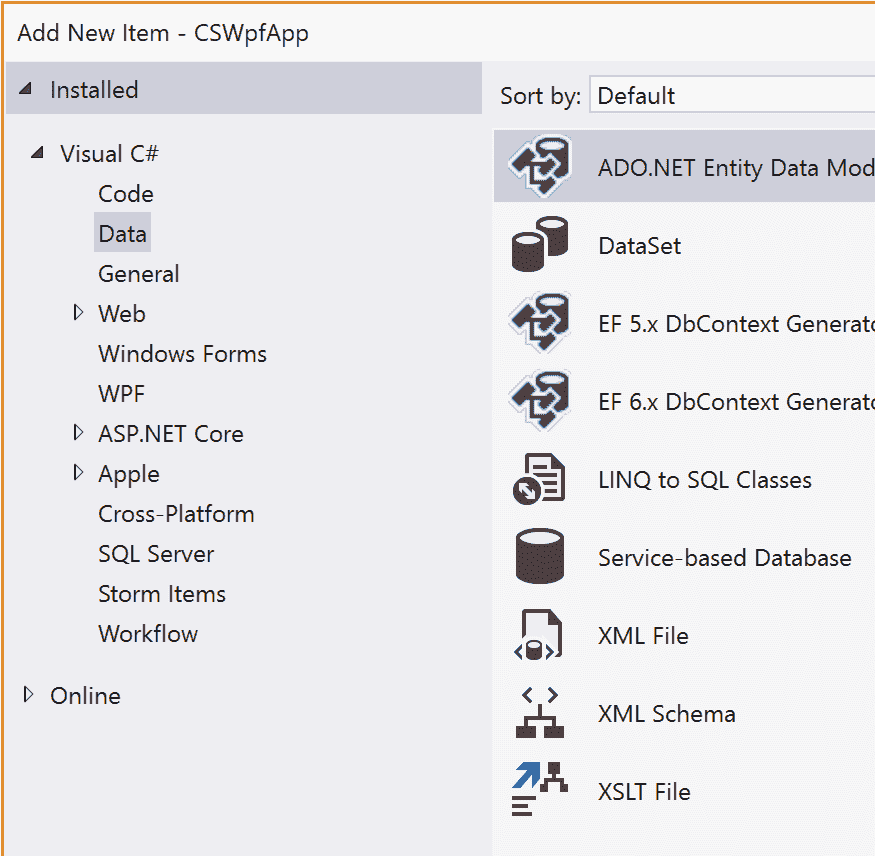 Add New Item - CSWpfApp
Installed
Visual C#
Code
Data
General
Web
Windows Forms
WPF
ASP.NET Core
Apple
Cross-Platform
SQL Server
Storm Items
Workflow
Online
Sort by: Default
ADO.NET Entity Data Mod
DataSet
EF 5.x DbContext Generato
EF 6.x DbContext Generato
LINQ to SQL Classes
Service-based Database
XML File
XML Schema
XSLT File